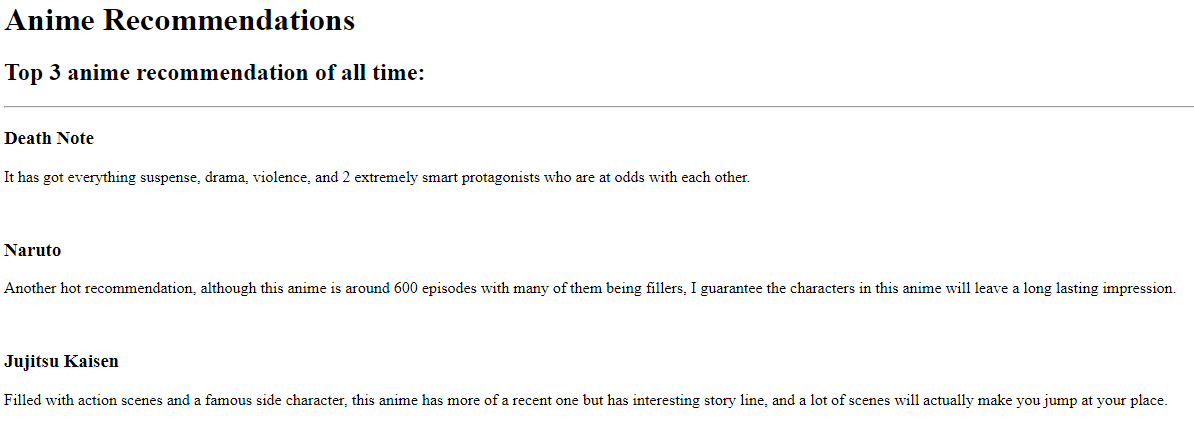 Anime Recommendations
Top 3 anime recommendation of all time:
Death Note
It has got everything suspense, drama, violence, and 2 extremely smart protagonists who are at odds with each other.
Naruto
Another hot recommendation, although this anime is around 600 episodes with many of them being fillers, I guarantee the characters in this anime will leave a long lasting impression.
Jujitsu Kaisen
Filled with action scenes and a famous side character, this anime has more of a recent one but has interesting story line, and a lot of scenes will actually make you jump at your place.